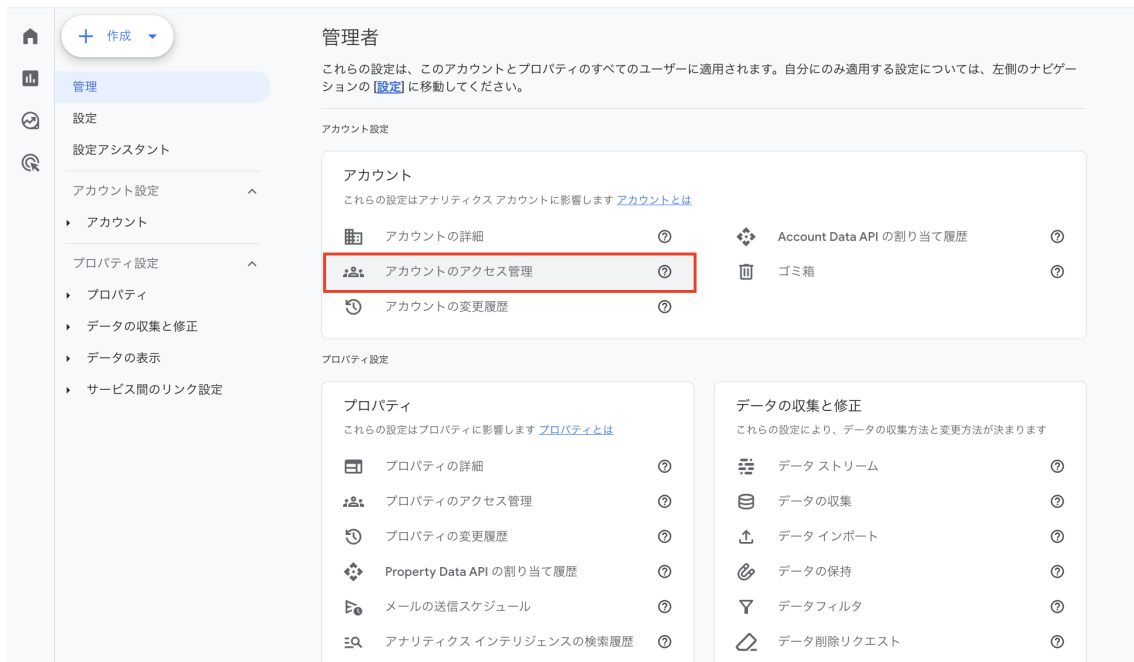 作成
管理
設定
設定アシスタント
アカウント設定
アカウント
プロパティ設定
プロパティ
データの収集と修正
データの表示
サービス間のリンク設定
管理者
これらの設定は、このアカウントとプロパティのすべてのユーザーに適用されます。自分にのみ適用する設定については、左側のナビゲー
ションの [設定] に移動してください。
アカウント設定
アカウント
これらの設定はアナリティクス アカウントに影響します アカウントとは
アカウントの詳細
アカウントのアクセス管理
アカウントの変更履歴
Account Data API の割り当て履歴
ゴミ箱
プロパティ設定
プロパティ
これらの設定はプロパティに影響します プロパティとは
プロパティの詳細
プロパティのアクセス管理
プロパティの変更履歴
Property Data API の割り当て履歴
メールの送信スケジュール
アナリティクス インテリジェンスの検索履歴
データの収集と修正
これらの設定により、データの収集方法と変更方法が決まります
データ ストリーム
データの収集
データ インポート
データの保持
データフィルタ
データ削除リクエスト